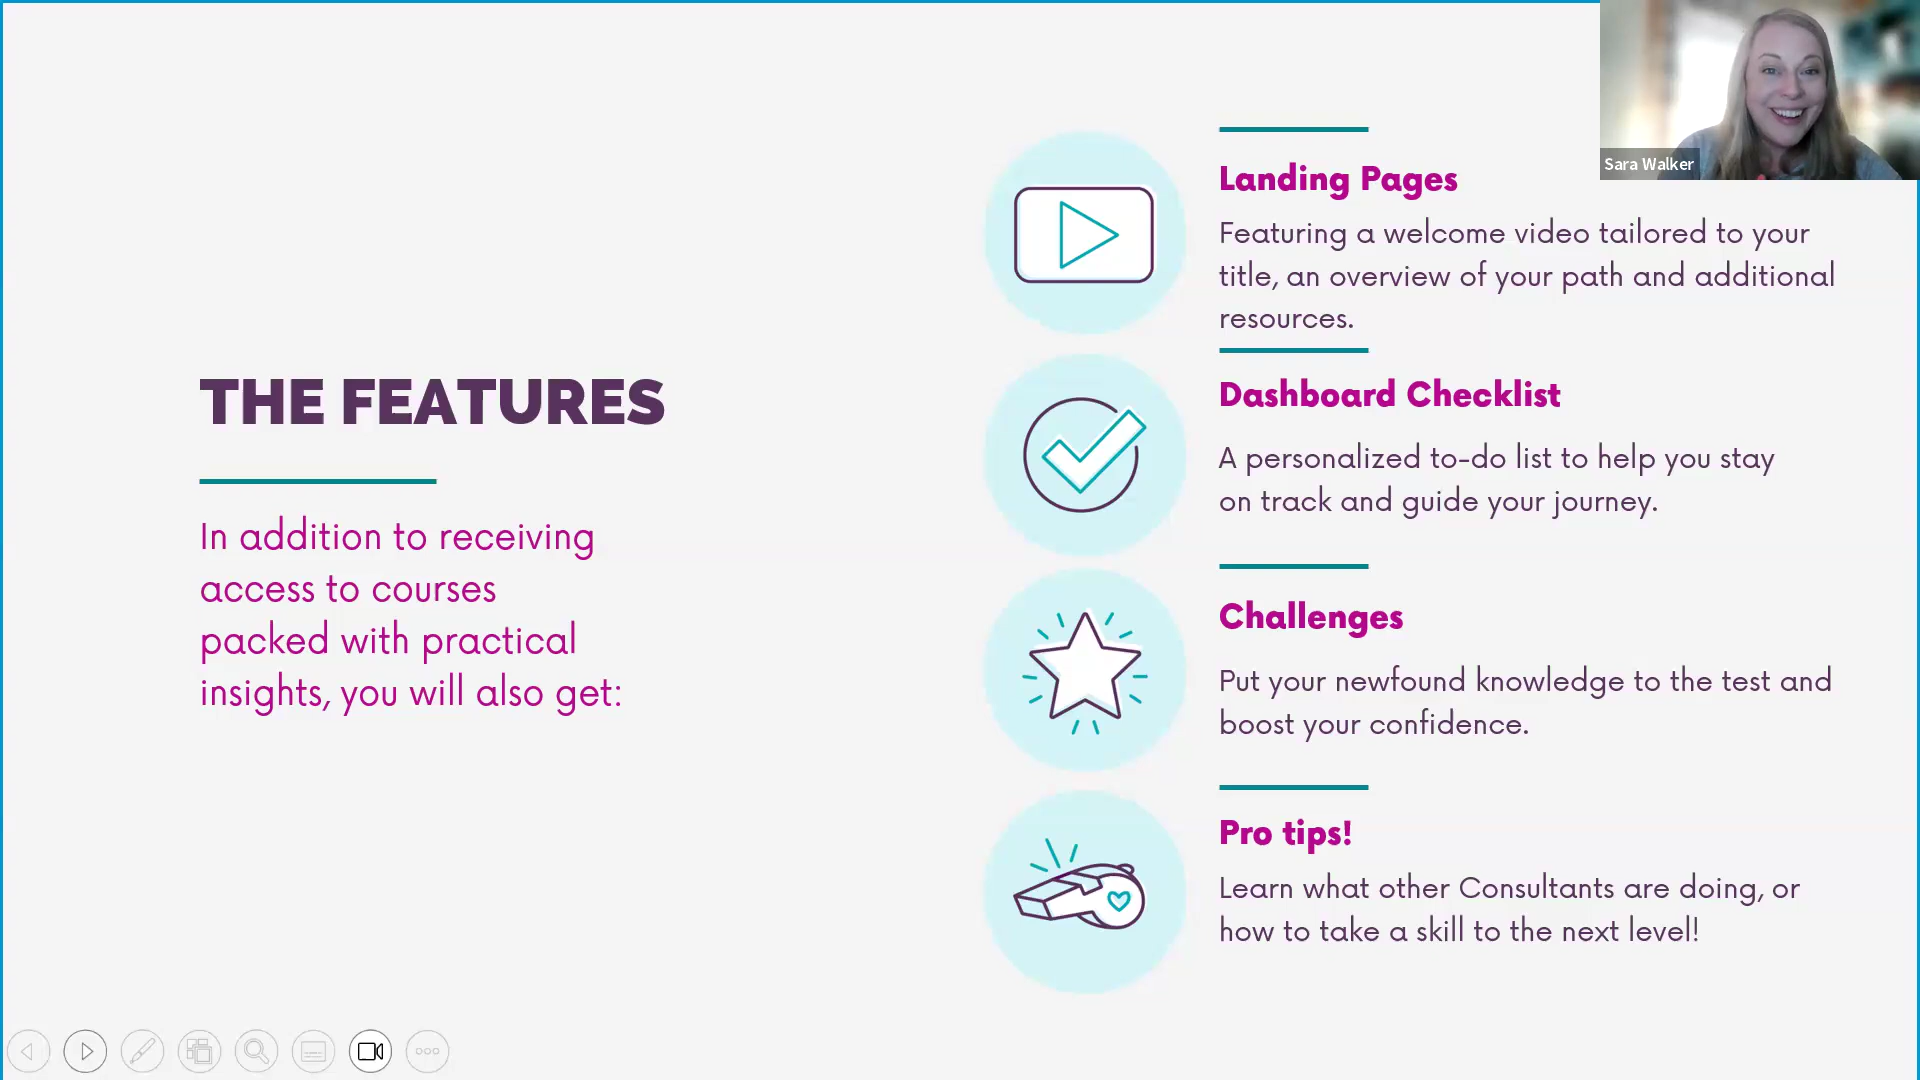 THE FEATURES
In addition to receiving
access to courses
packed with practical
insights, you will also get:
Landing Pages
Featuring a welcome video tailored to your
title, an overview of your path and additional
resources.
Dashboard Checklist
A personalized to-do list to help you stay
on track and guide your journey.
Challenges
Put your newfound knowledge to the test and
boost your confidence.
Pro tips!
Learn what other Consultants are doing, or
how to take a skill to the next level!
Sara Walker